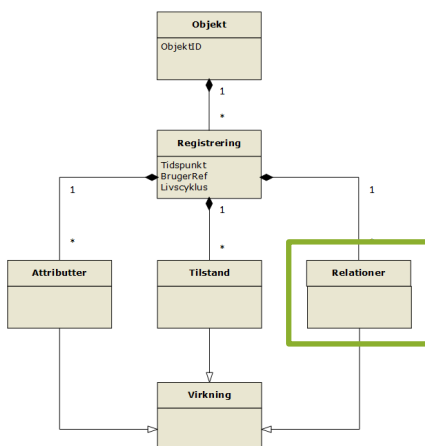 Objekt
ObjektID
1
*
Registrering
Tidspunkt
BrugerRef
Livscyklus
1
1
1
*
*
*
Attributter
Tilstand
Relationer
Virkning